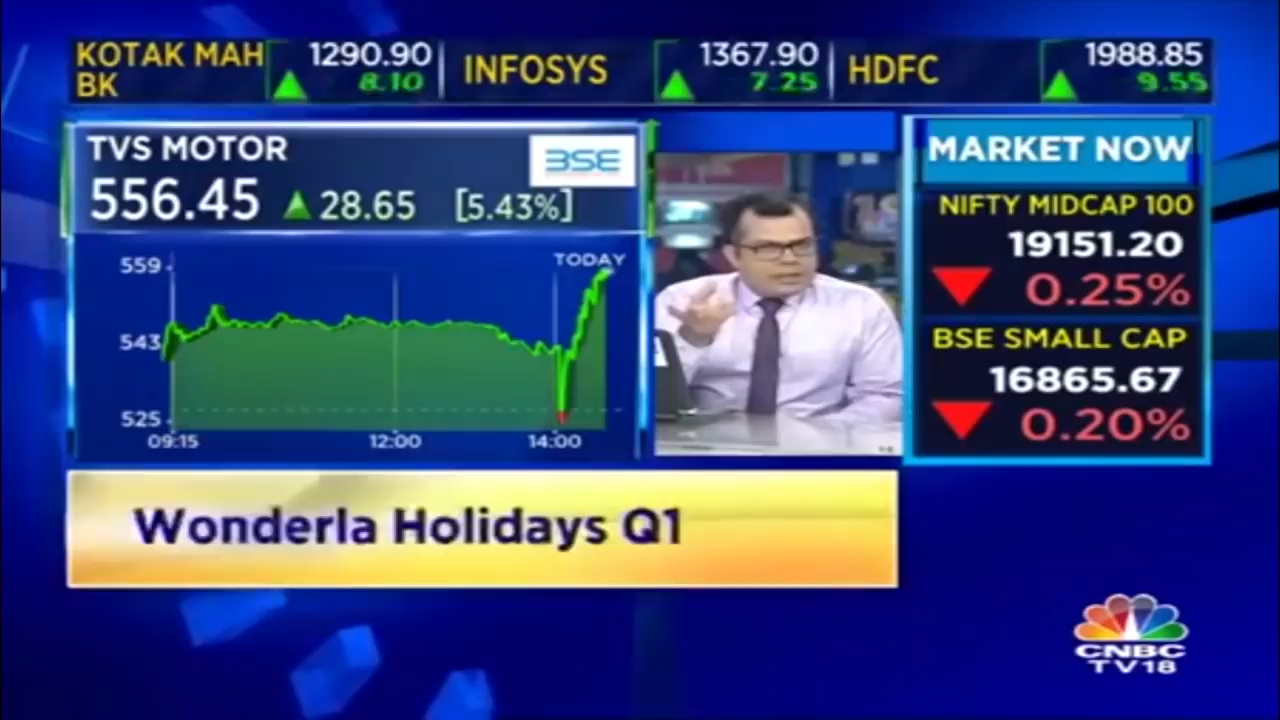 KOTAK MAH
BK
1290.90
8.10
INFOSYS
1367.90
7.25
HDFC
1988.85
9.55
TVS MOTOR
BSE
556.45 28.65 [5.43%]
TODAY
559
543
525
09:15 12:00 14:00
MARKET NOW
NIFTY MIDCAP 100
19151.20
0.25%
BSE SMALL CAP
16865.67
0.20%
Wonderla Holidays Q1
CNBC
TV18